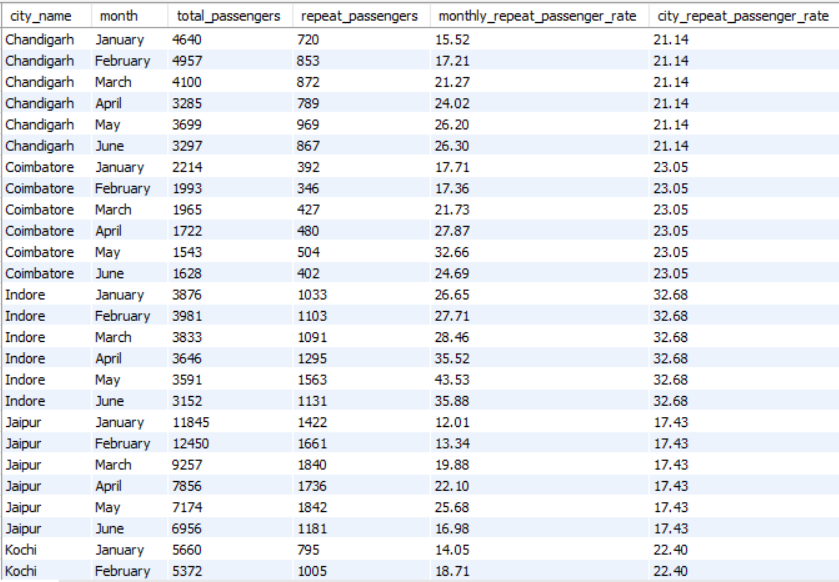 city_name month total_passengers repeat_passengers monthly_repeat_passenger_rate city_repeat_passenger_rate
Chandigarh January 4640 720 15.52 21.14
Chandigarh February 4957 853 17.21 21.14
Chandigarh March 4100 872 21.27 21.14
Chandigarh April 3285 789 24.02 21.14
Chandigarh May 3699 969 26.20 21.14
Chandigarh June 3297 867 26.30 21.14
Coimbatore January 2214 392 17.71 23.05
Coimbatore February 1993 346 17.36 23.05
Coimbatore March 1965 427 21.73 23.05
Coimbatore April 1722 480 27.87 23.05
Coimbatore May 1543 504 32.66 23.05
Coimbatore June 1628 402 24.69 23.05
Indore January 3876 1033 26.65 32.68
Indore February 3981 1103 27.71 32.68
Indore March 3833 1091 28.46 32.68
Indore April 3646 1295 35.52 32.68
Indore May 3591 1563 43.53 32.68
Indore June 3152 1131 35.88 32.68
Jaipur January 11845 1422 12.01 17.43
Jaipur February 12450 1661 13.34 17.43
Jaipur March 9257 1840 19.88 17.43
Jaipur April 7856 1736 22.10 17.43
Jaipur May 7174 1842 25.68 17.43
Jaipur June 6956 1181 16.98 17.43
Kochi January 5660 795 14.05 22.40
Kochi February 5372 1005 18.71 22.40